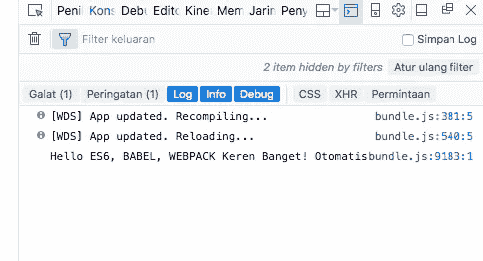 Penil Kons Debu Edito Kine Mem Jarin Peny
Filter keluaran Simpan Log
2 item hidden by filters Atur ulang filter
Galat (1) Peringatan (1) Log Info Debug CSS XHR Permintaan
[WDS] App updated. Recompiling... bundle.js:381:5
[WDS] App updated. Reloading... bundle.js:540:5
Hello ES6, BABEL, WEBPACK Keren Banget! Otomatis bundle.js:9183:1